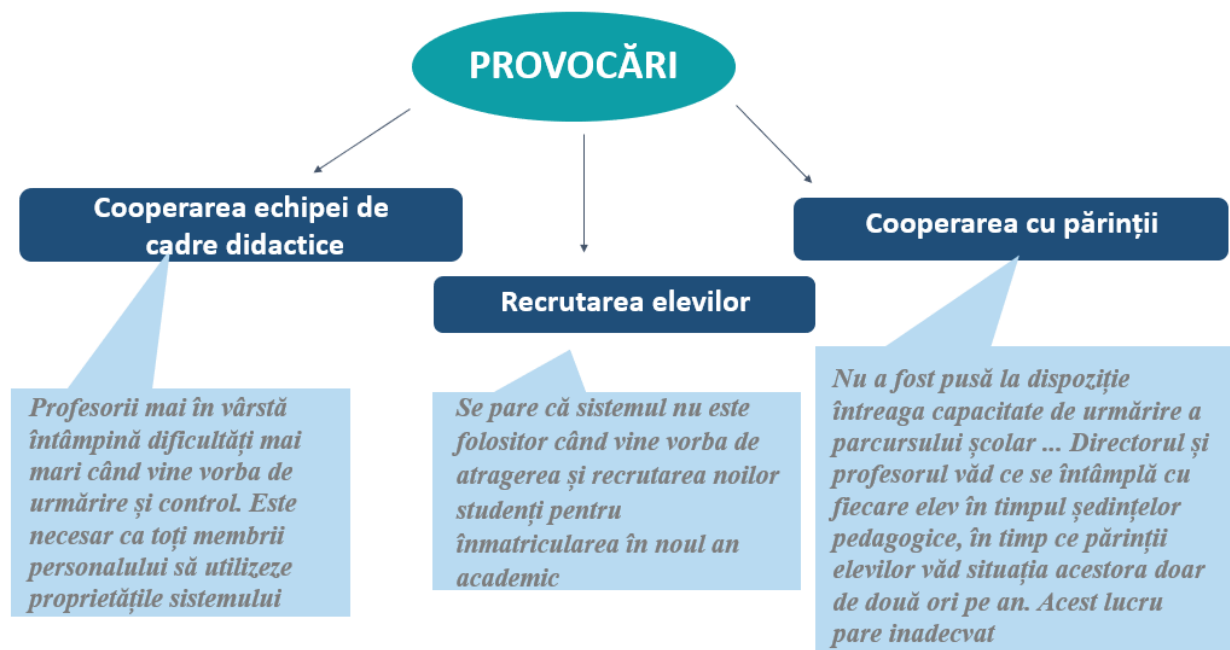 PROVOCĂRI
Cooperarea echipei de
cadre didactice
Recrutarea elevilor
Cooperarea cu părinții
Profesorii mai în vârstă
întâmpină dificultăți mai
mari când vine vorba de
urmărire și control. Este
necesar ca toți membrii
personalului să utilizeze
proprietățile sistemului
Se pare că sistemul nu este
folositor când vine vorba de
atragerea și recrutarea noilor
studenți pentru
înmatricularea în noul an
academic
Nu a fost pusă la dispoziție
întreaga capacitate de urmărire a
parcursului școlar ... Directorul și
profesorul văd ce se întâmplă cu
fiecare elev în timpul ședințelor
pedagogice, în timp ce părinții
elevilor văd situația acestora doar
de două ori pe an. Acest lucru
pare inadecvat